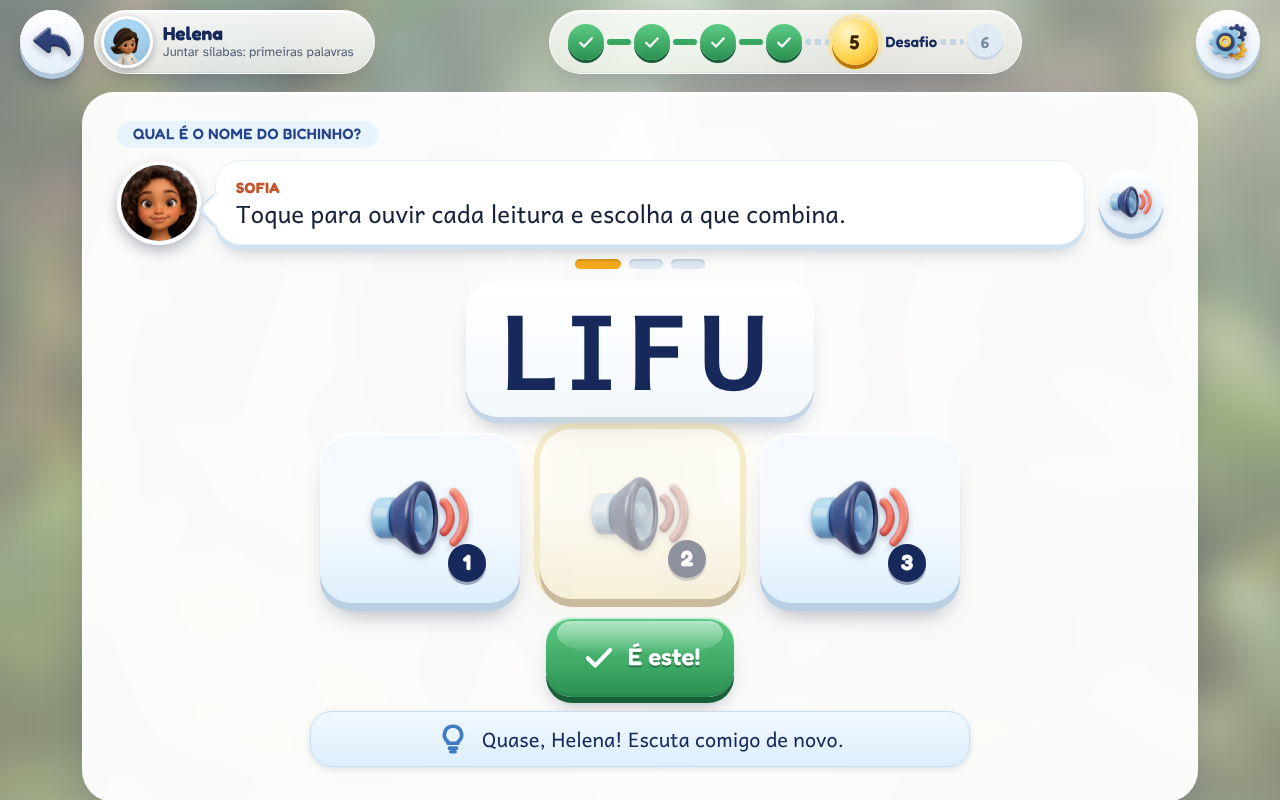 Helena
Juntar sílabas: primeiras palavras
5
Desafio
6
QUAL É O NOME DO BICHINHO?
SOFIA
Toque para ouvir cada leitura e escolha a que combina.
LIFU
1
2
3
É este!
Quase, Helena! Escuta comigo de novo.